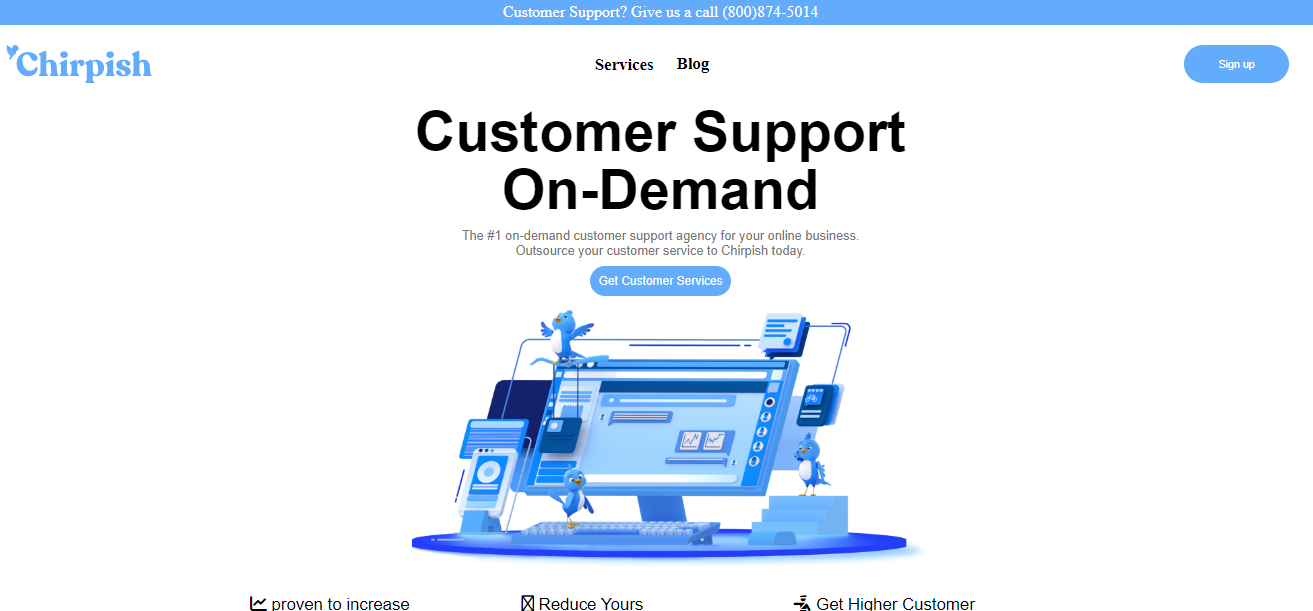 Customer Support? Give us a call (800)874-5014
Chirpish
Services Blog
Sign up
Customer Support
On-Demand
The #1 on-demand customer support agency for your online business.
Outsource your customer service to Chirpish today.
Get Customer Services
proven to increase
Reduce Yours
Get Higher Customer